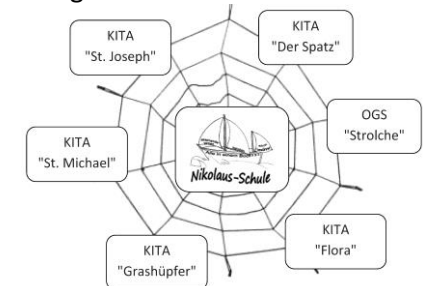 KITA
"St. Joseph"
KITA
"Der Spatz"
OGS
"Strolche"
KITA
"St. Michael"
Nikolaus-Schule
KITA
"Flora"
KITA
"Grashüpfer"